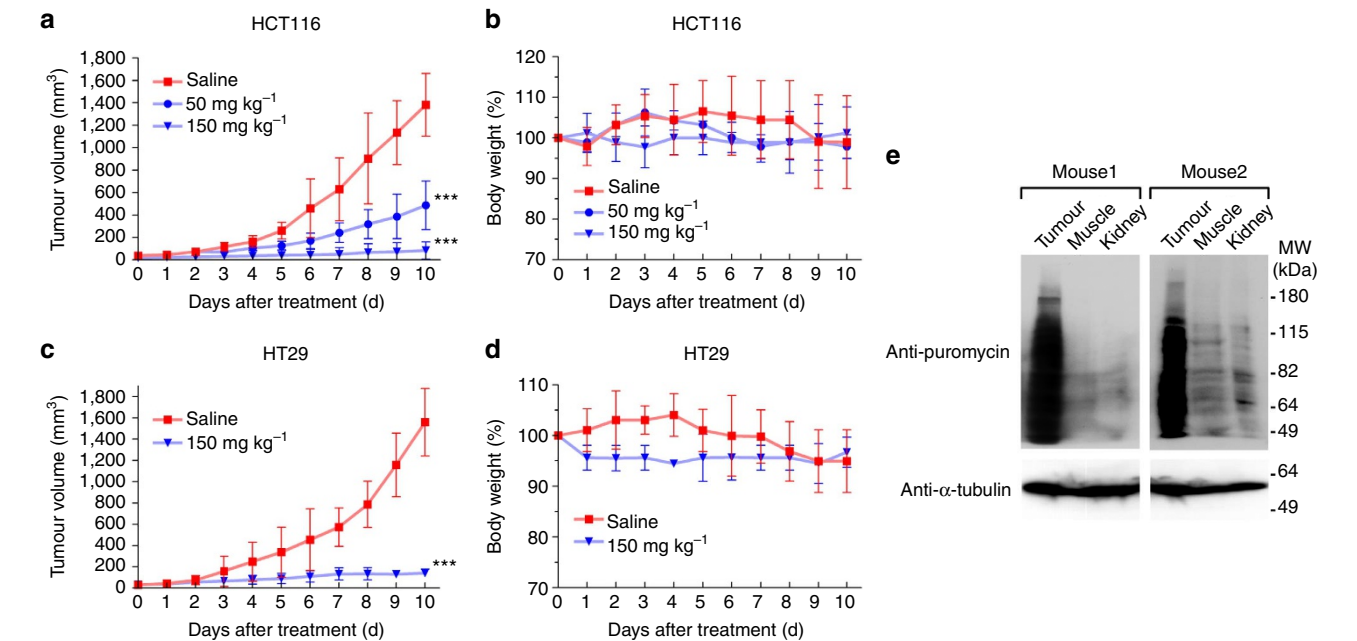 a
HCT116
Tumour volume (mm³)
1,800
1,600
1,400
1,200
1,000
800
600
400
200
0
Saline
50 mg kg⁻¹
150 mg kg⁻¹
***
***
0 1 2 3 4 5 6 7 8 9 10
Days after treatment (d)
b
HCT116
Body weight (%)
120
110
100
90
80
70
Saline
50 mg kg⁻¹
150 mg kg⁻¹
0 1 2 3 4 5 6 7 8 9 10
Days after treatment (d)
c
HT29
Tumour volume (mm³)
1,800
1,600
1,400
1,200
1,000
800
600
400
200
0
Saline
150 mg kg⁻¹
***
0 1 2 3 4 5 6 7 8 9 10
Days after treatment (d)
d
HT29
Body weight (%)
110
100
90
80
70
Saline
150 mg kg⁻¹
0 1 2 3 4 5 6 7 8 9 10
Days after treatment (d)
e
Mouse1 Mouse2
Tumour Muscle Kidney Tumour Muscle Kidney
MW
(kDa)
-180
-115
Anti-puromycin
-82
-64
-49
-64
Anti-α-tubulin
-49